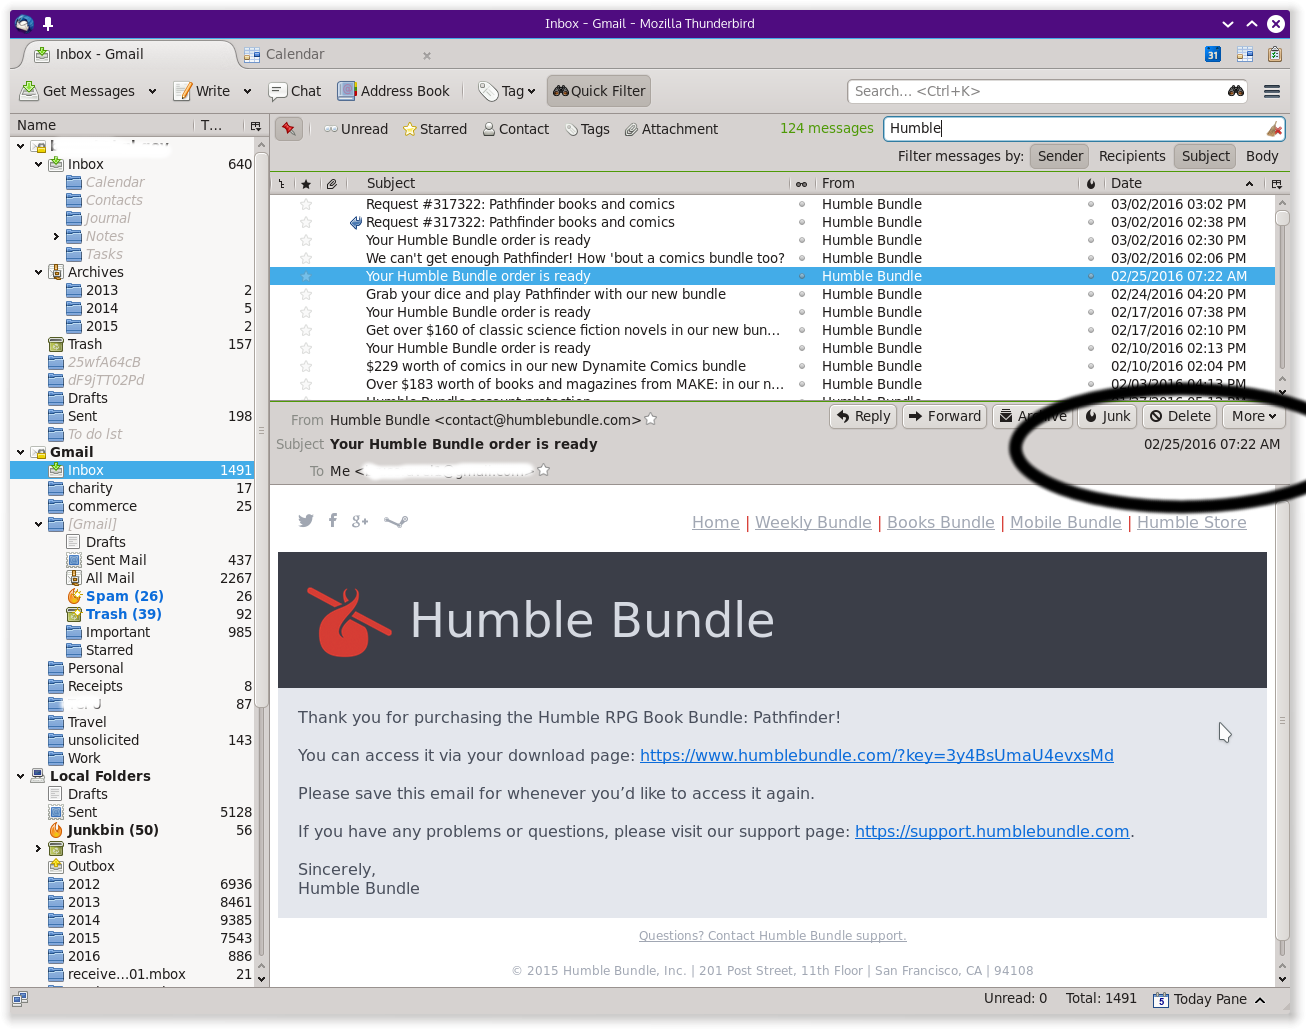 Inbox - Gmail - Mozilla Thunderbird
Inbox - Gmail
Calendar
31
Get Messages
Write
Chat
Address Book
Tag
Quick Filter
Search... <Ctrl+K>
Name T...
Unread Starred Contact Tags Attachment 124 messages Humble
Filter messages by: Sender Recipients Subject Body
Subject From Date
Request #317322: Pathfinder books and comics Humble Bundle 03/02/2016 03:02 PM
Request #317322: Pathfinder books and comics Humble Bundle 03/02/2016 02:38 PM
Your Humble Bundle order is ready Humble Bundle 03/02/2016 02:30 PM
We can't get enough Pathfinder! How 'bout a comics bundle too? Humble Bundle 03/02/2016 02:06 PM
Your Humble Bundle order is ready Humble Bundle 02/25/2016 07:22 AM
Grab your dice and play Pathfinder with our new bundle Humble Bundle 02/24/2016 04:20 PM
Your Humble Bundle order is ready Humble Bundle 02/17/2016 07:38 PM
Get over $160 of classic science fiction novels in our new bun... Humble Bundle 02/17/2016 02:10 PM
Your Humble Bundle order is ready Humble Bundle 02/10/2016 02:13 PM
$229 worth of comics in our new Dynamite Comics bundle Humble Bundle 02/10/2016 02:04 PM
Over $183 worth of books and magazines from MAKE: in our n... Humble Bundle 02/03/2016 04:13 PM
Humble Bundle account protection Humble Bundle 01/27/2016 05:12 PM
Inbox 640
Calendar
Contacts
Journal
Notes
Tasks
Archives
2013 2
2014 5
2015 2
Trash 157
25wfA64cB
dF9jTT02Pd
Drafts
Sent 198
To do lst
Gmail
Inbox 1491
charity 17
commerce 25
[Gmail]
Drafts
Sent Mail 437
All Mail 2267
Spam (26) 26
Trash (39) 92
Important 985
Starred
Personal
Receipts 8
87
Travel
unsolicited 143
Work
Local Folders
Drafts
Sent 5128
Junkbin (50) 56
Trash
Outbox
2012 6936
2013 8461
2014 9385
2015 7543
2016 886
receive...01.mbox 21
From Humble Bundle <contact@humblebundle.com>
Reply Forward Archive Junk Delete More
Subject Your Humble Bundle order is ready 02/25/2016 07:22 AM
To Me <
Home | Weekly Bundle | Books Bundle | Mobile Bundle | Humble Store
Humble Bundle
Thank you for purchasing the Humble RPG Book Bundle: Pathfinder!
You can access it via your download page: https://www.humblebundle.com/?key=3y4BsUmaU4evxsMd
Please save this email for whenever you’d like to access it again.
If you have any problems or questions, please visit our support page: https://support.humblebundle.com.
Sincerely,
Humble Bundle
Questions? Contact Humble Bundle support.
© 2015 Humble Bundle, Inc. | 201 Post Street, 11th Floor | San Francisco, CA | 94108
Unread: 0 Total: 1491 5 Today Pane